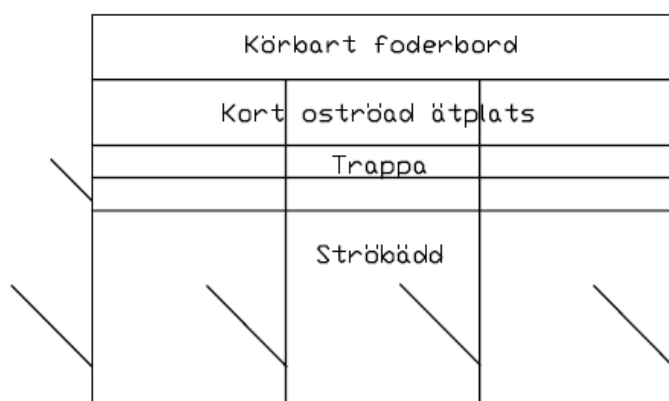 Körbart foderbord
Kort oströad ätplats
Trappa
Ströbädd